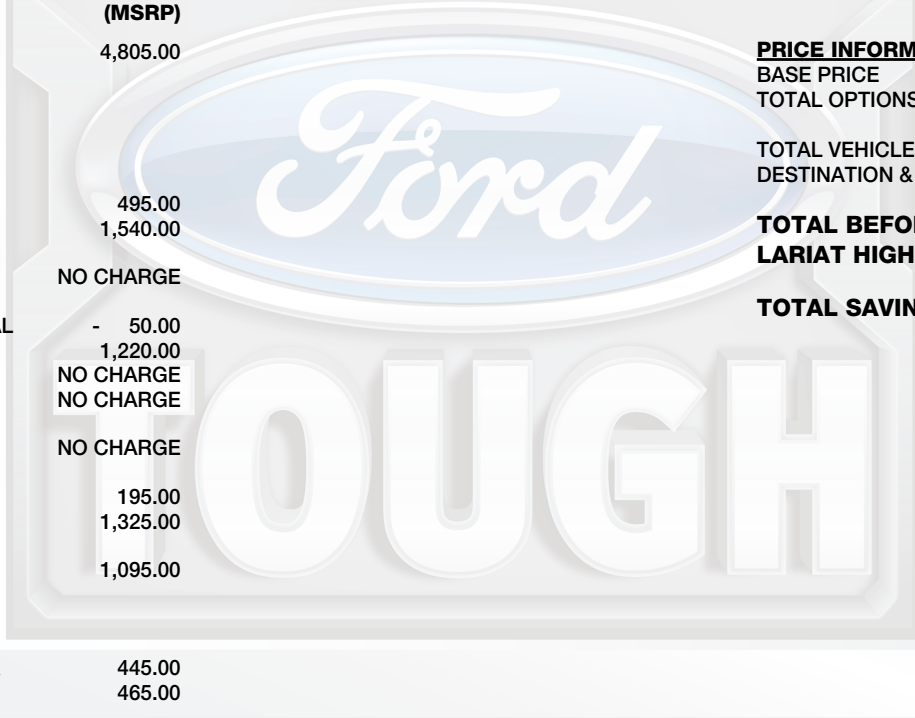 (MSRP)
4,805.00
495.00
1,540.00
NO CHARGE
AL - 50.00
1,220.00
NO CHARGE
NO CHARGE
NO CHARGE
195.00
1,325.00
1,095.00
445.00
465.00
PRICE INFORM
BASE PRICE
TOTAL OPTIONS
TOTAL VEHICLE
DESTINATION &
TOTAL BEFO
LARIAT HIGH
TOTAL SAVIN
Ford
TOUGH